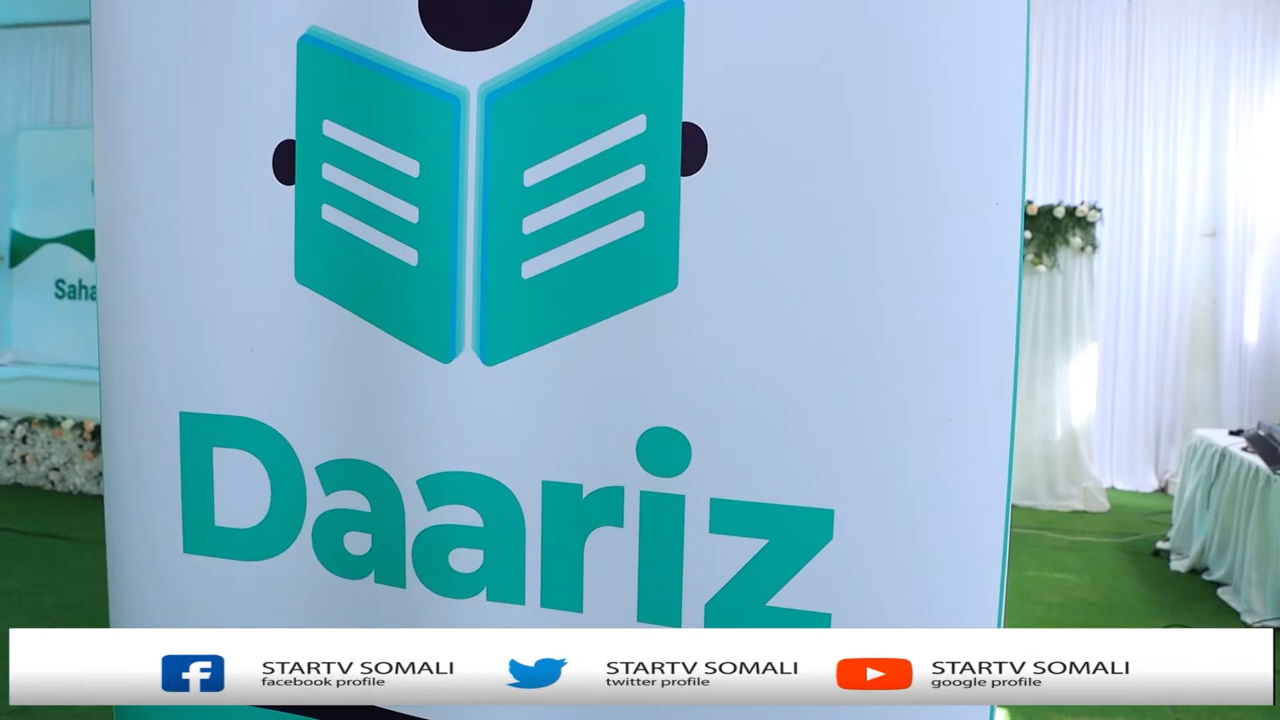 Saha
Daariz
STARTV SOMALI
facebook profile
STARTV SOMALI
twitter profile
STARTV SOMALI
google profile